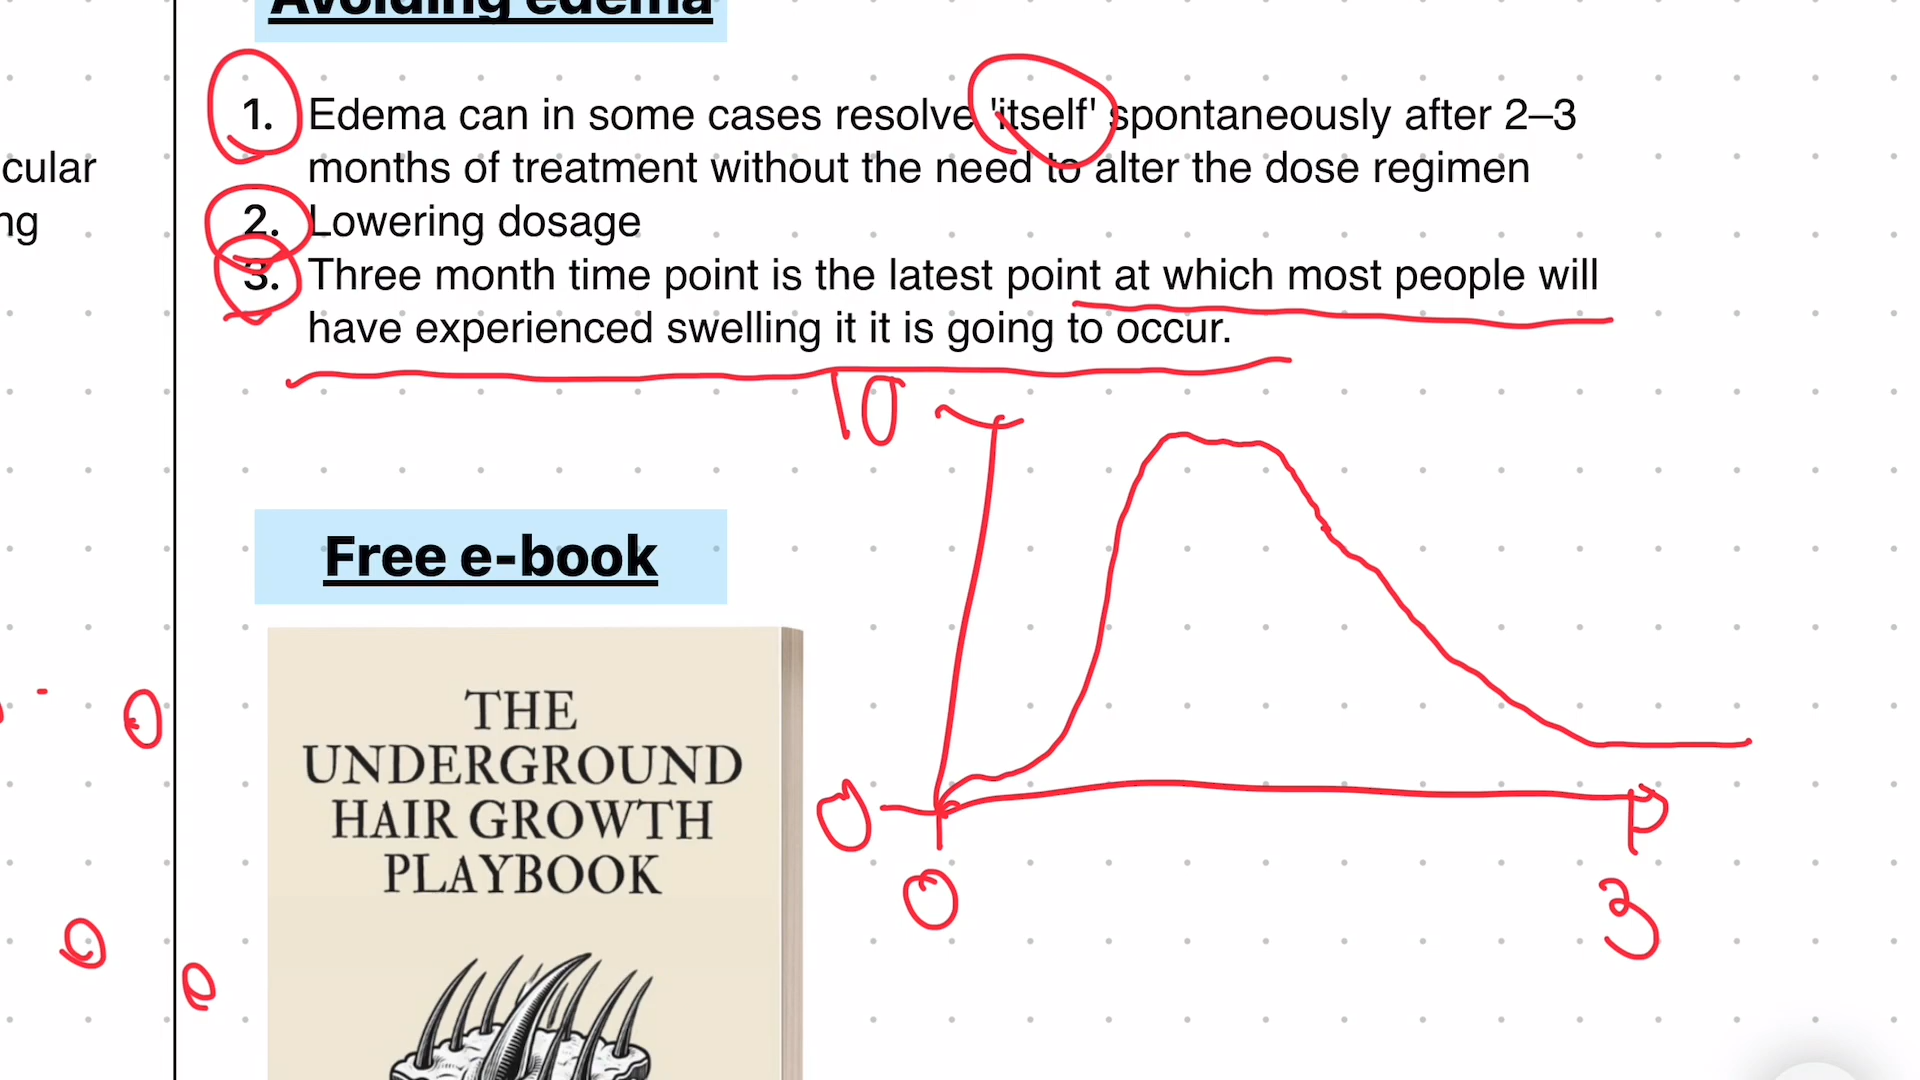 Avoiding edema
cular
ng
1. Edema can in some cases resolve 'itself' spontaneously after 2–3
months of treatment without the need to alter the dose regimen
2. Lowering dosage
3. Three month time point is the latest point at which most people will
have experienced swelling it it is going to occur.
10
0
0
3
Free e-book
THE
UNDERGROUND
HAIR GROWTH
PLAYBOOK